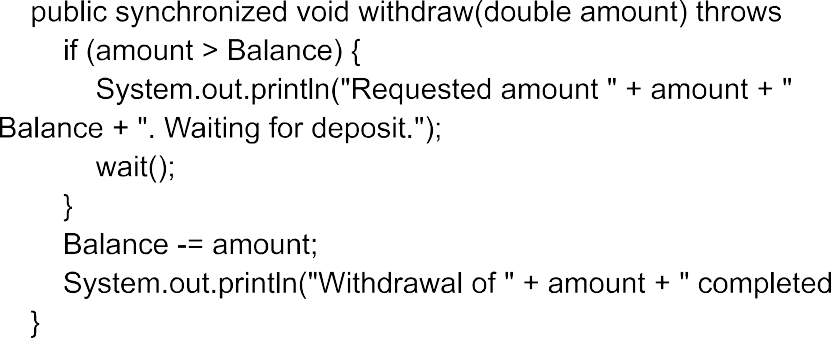 public synchronized void withdraw(double amount) throws
if (amount > Balance) {
System.out.println("Requested amount " + amount + "
Balance + ". Waiting for deposit.");
wait();
}
Balance -= amount;
System.out.println("Withdrawal of " + amount + " completed
}